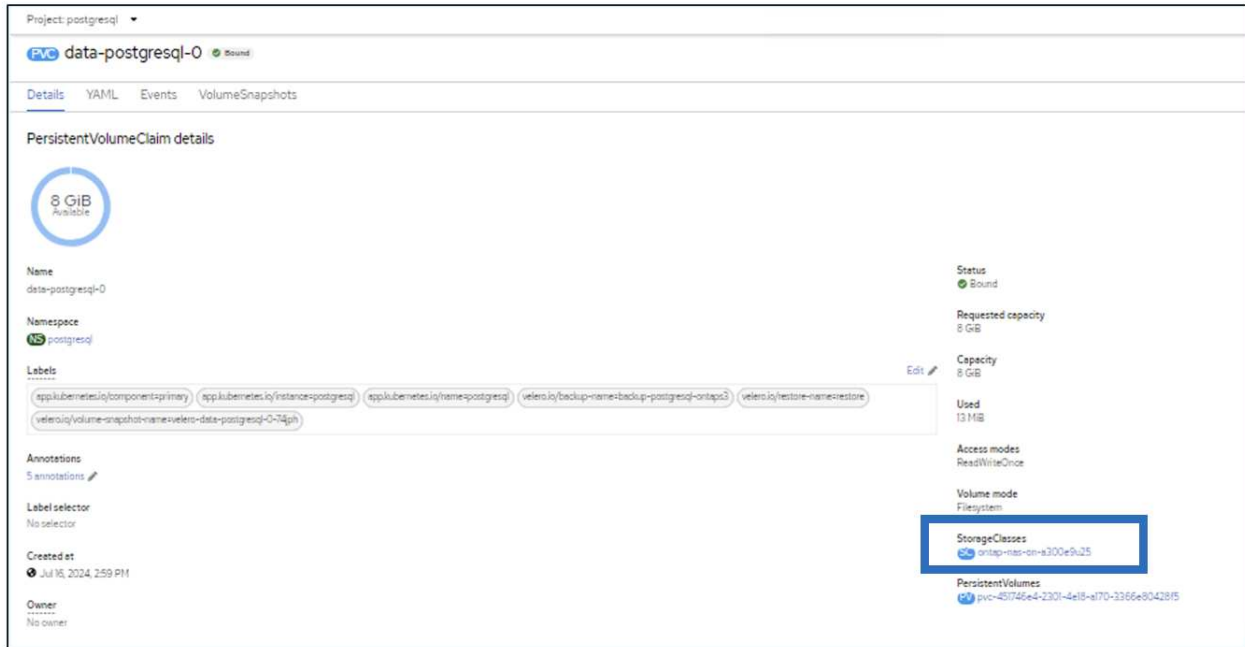 Project: postgresql
PVC data-postgresql-0 Bound
Details YAML Events VolumeSnapshots
PersistentVolumeClaim details
8 GiB
Available
Name
data-postgresql-0
Namespace
NS postgresql
Labels
Edit
app.kubernetes.io/component=primary app.kubernetes.io/instance=postgresql app.kubernetes.io/name=postgresql velero.io/backup-name=backup-postgresql-ontaps3 velero.io/restore-name=restore
velero.io/volume-snapshot-name=velero-data-postgresql-0-74jph
Annotations
5 annotations
Label selector
No selector
Created at
Jul 16, 2024, 2:59 PM
Owner
No owner
Status
Bound
Requested capacity
8 GiB
Capacity
8 GiB
Used
13 MiB
Access modes
ReadWriteOnce
Volume mode
Filesystem
StorageClasses
SC ontap-nas-on-a300e9u25
PersistentVolumes
PV pvc-451746e4-2301-4e18-a170-3366e80428f5